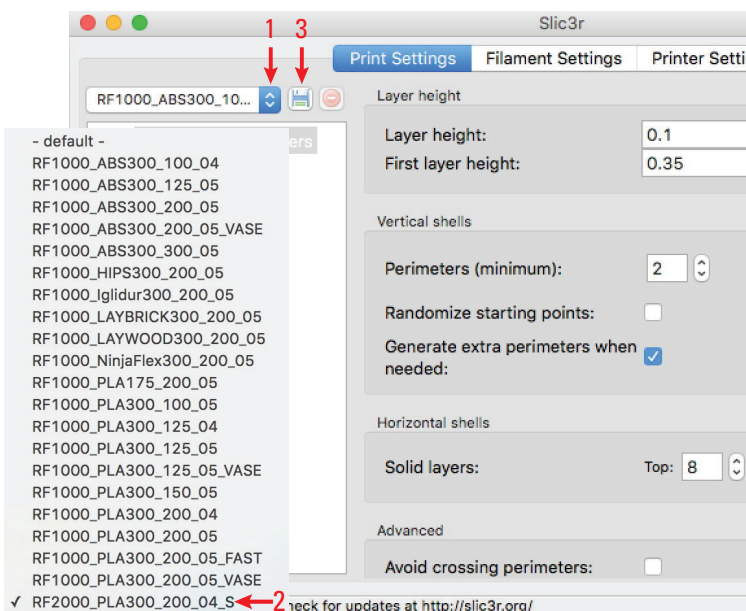 1 3
Slic3r
Print Settings Filament Settings Printer Setti
RF1000_ABS300_10...
ers
- default -
RF1000_ABS300_100_04
RF1000_ABS300_125_05
RF1000_ABS300_200_05
RF1000_ABS300_200_05_VASE
RF1000_ABS300_300_05
RF1000_HIPS300_200_05
RF1000_Iglidur300_200_05
RF1000_LAYBRICK300_200_05
RF1000_LAYWOOD300_200_05
RF1000_NinjaFlex300_200_05
RF1000_PLA175_200_05
RF1000_PLA300_100_05
RF1000_PLA300_125_04
RF1000_PLA300_125_05
RF1000_PLA300_125_05_VASE
RF1000_PLA300_150_05
RF1000_PLA300_200_04
RF1000_PLA300_200_05
RF1000_PLA300_200_05_FAST
RF1000_PLA300_200_05_VASE
✓ RF2000_PLA300_200_04_S 2
Layer height
Layer height: 0.1
First layer height: 0.35
Vertical shells
Perimeters (minimum): 2
Randomize starting points:
Generate extra perimeters when
needed:
Horizontal shells
Solid layers: Top: 8
Advanced
Avoid crossing perimeters:
heck for updates at http://slic3r.org/